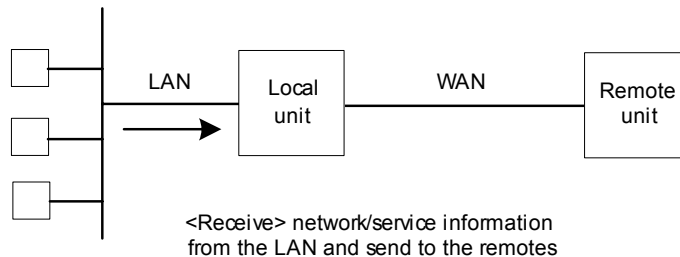 LAN
Local
unit
WAN
Remote
unit
<Receive> network/service information
from the LAN and send to the remotes